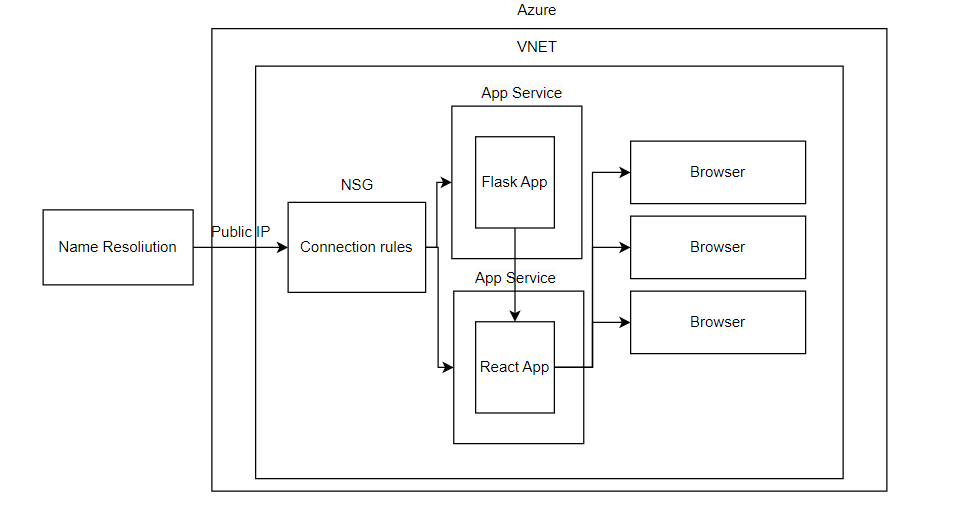 Azure
VNET
App Service
Flask App
Browser
NSG
Public IP
Name Resoliution
Connection rules
Browser
App Service
Browser
React App